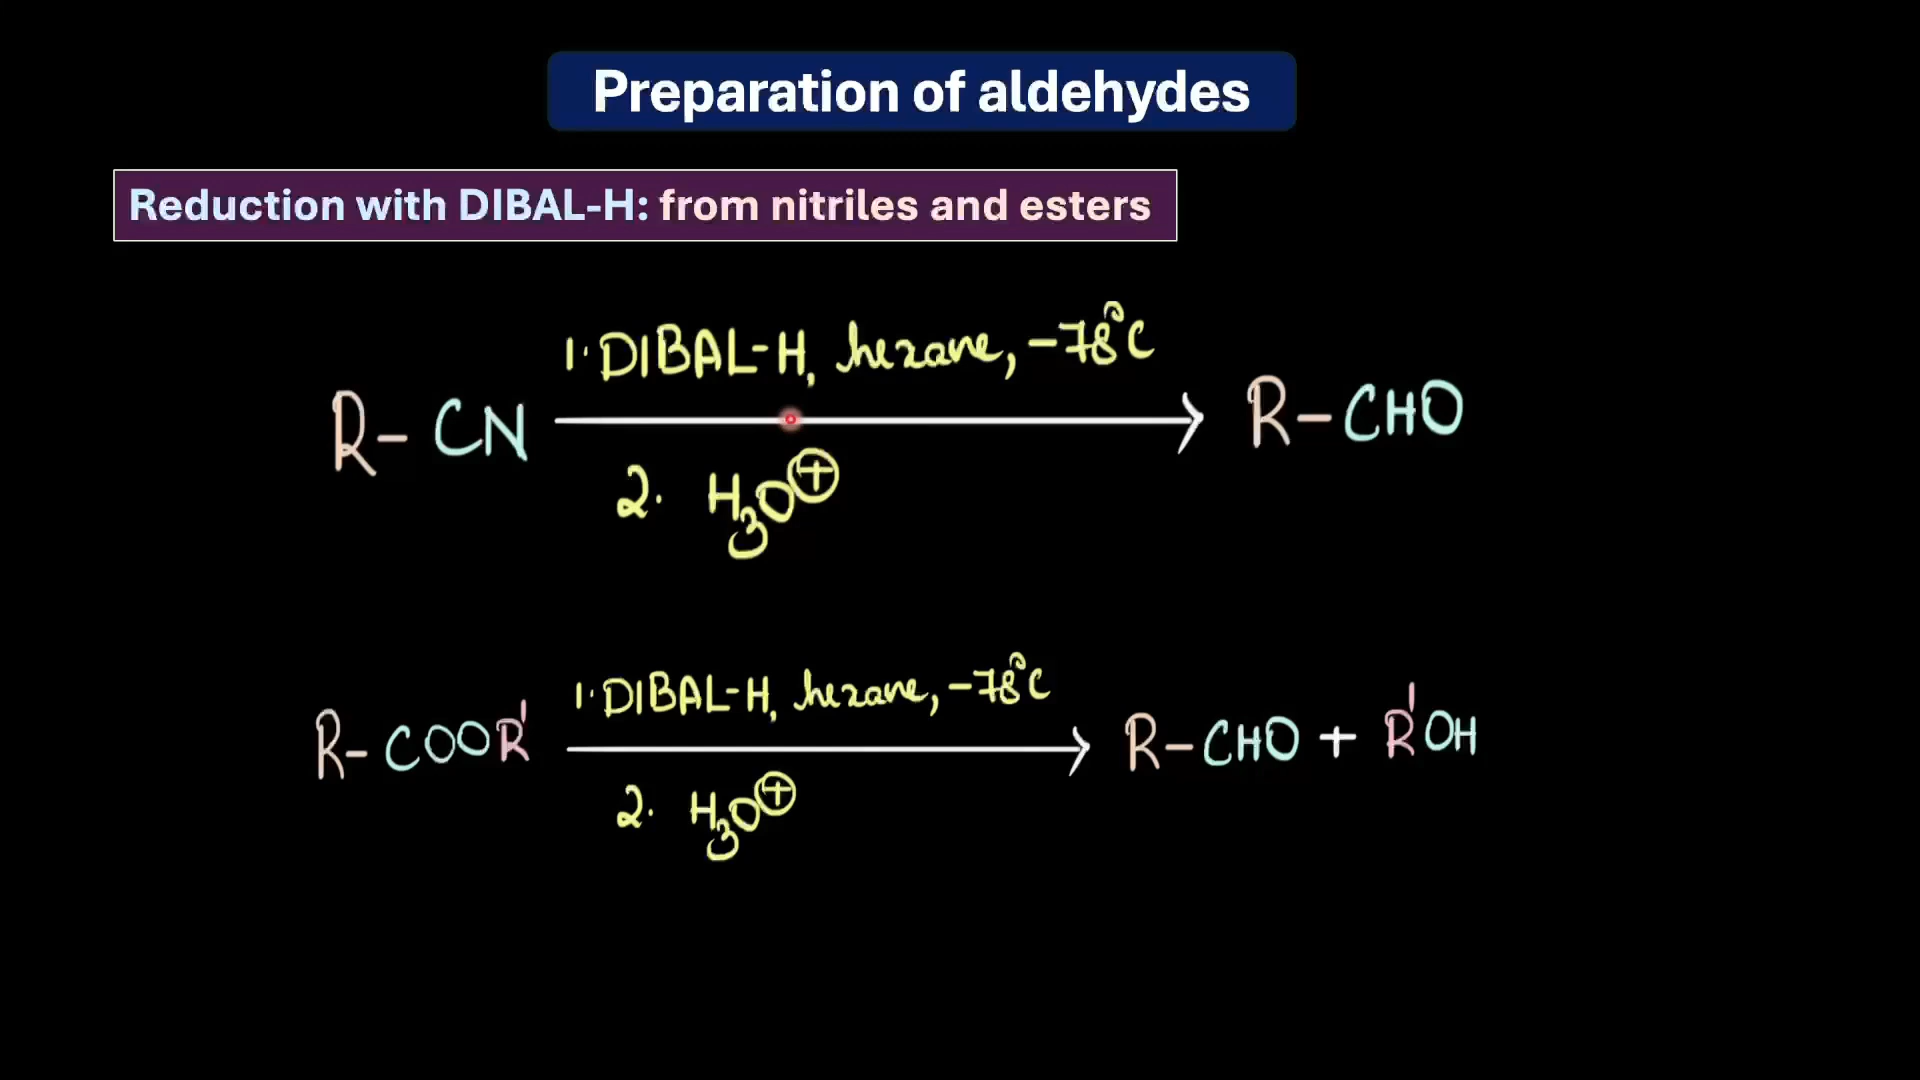 Preparation of aldehydes
Reduction with DIBAL-H: from nitriles and esters
1. DIBAL-H, hexane, -78°C
R-CN → R-CHO
2. H₃O⊕
1. DIBAL-H, hexane, -78°C
R-COOR' → R-CHO + R'OH
2. H₃O⊕